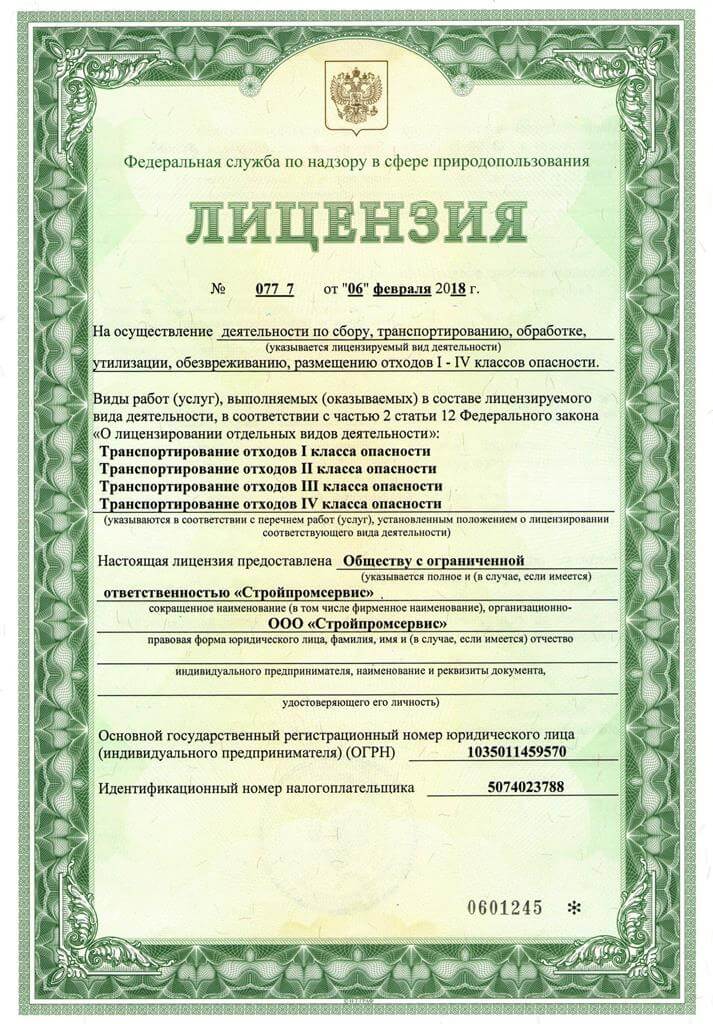 Федеральная служба по надзору в сфере природопользования
ЛИЦЕНЗИЯ
№ 077 7 от "06" февраля 2018 г.
На осуществление деятельности по сбору, транспортированию, обработке,
(указывается лицензируемый вид деятельности)
утилизации, обезвреживанию, размещению отходов I - IV классов опасности.
Виды работ (услуг), выполняемых (оказываемых) в составе лицензируемого
вида деятельности, в соответствии с частью 2 статьи 12 Федерального закона
«О лицензировании отдельных видов деятельности»:
Транспортирование отходов I класса опасности
Транспортирование отходов II класса опасности
Транспортирование отходов III класса опасности
Транспортирование отходов IV класса опасности
(указываются в соответствии с перечнем работ (услуг), установленным положением о лицензировании
соответствующего вида деятельности)
Настоящая лицензия предоставлена Обществу с ограниченной
(указывается полное и (в случае, если имеется)
ответственностью «Стройпромсервис» .
сокращенное наименование (в том числе фирменное наименование), организационно-
ООО «Стройпромсервис»
правовая форма юридического лица, фамилия, имя и (в случае, если имеется) отчество
индивидуального предпринимателя, наименование и реквизиты документа,
удостоверяющего его личность)
Основной государственный регистрационный номер юридического лица
(индивидуального предпринимателя) (ОГРН) 1035011459570
Идентификационный номер налогоплательщика 5074023788
0601245 *